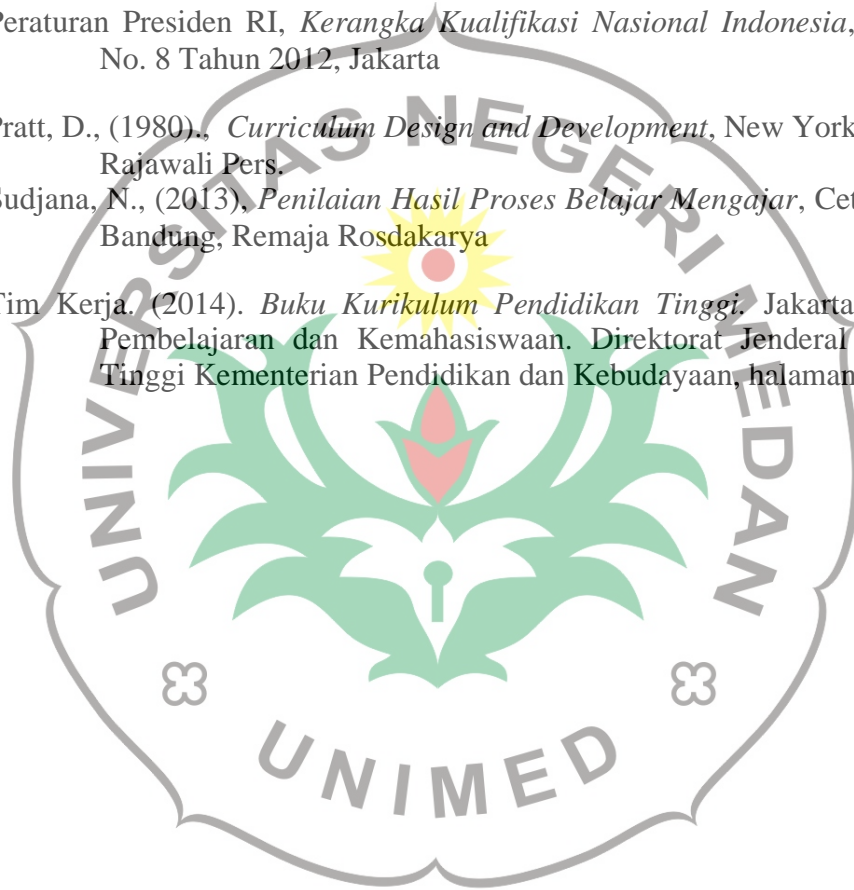 Peraturan Presiden RI, Kerangka Kualifikasi Nasional Indonesia,
No. 8 Tahun 2012, Jakarta
Pratt, D., (1980)., Curriculum Design and Development, New York
Rajawali Pers.
Sudjana, N., (2013), Penilaian Hasil Proses Belajar Mengajar, Cet
Bandung, Remaja Rosdakarya
Tim Kerja. (2014). Buku Kurikulum Pendidikan Tinggi. Jakarta
Pembelajaran dan Kemahasiswaan. Direktorat Jenderal
Tinggi Kementerian Pendidikan dan Kebudayaan, halaman
UNIVERSITAS NEGERI MEDAN
UNIMED